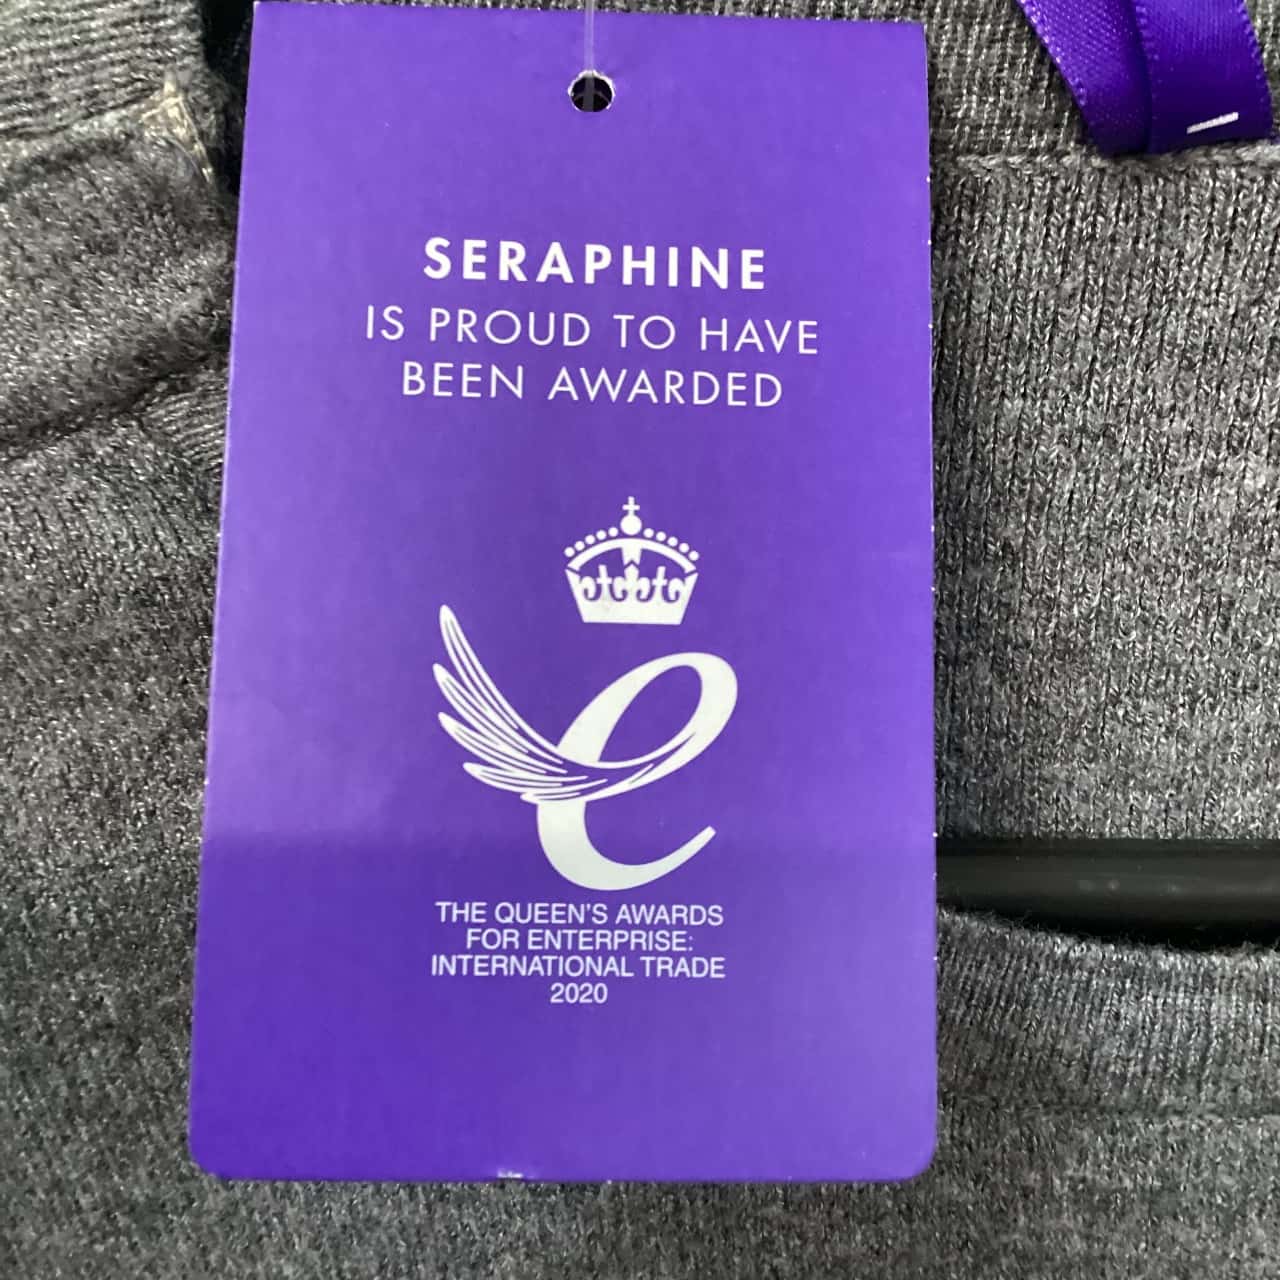 SERAPHINE
IS PROUD TO HAVE
BEEN AWARDED
e
THE QUEEN'S AWARDS
FOR ENTERPRISE:
INTERNATIONAL TRADE
2020